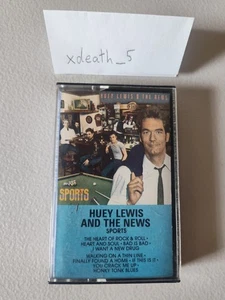 xdeath_5
HUEY LEWIS & THE NEWS
SPORTS
HUEY LEWIS
AND THE NEWS
SPORTS
THE HEART OF ROCK & ROLL •
HEART AND SOUL • BAD IS BAD •
I WANT A NEW DRUG
WALKING ON A THIN LINE •
FINALLY FOUND A HOME • IF THIS IS IT •
YOU CRACK ME UP •
HONKY TONK BLUES